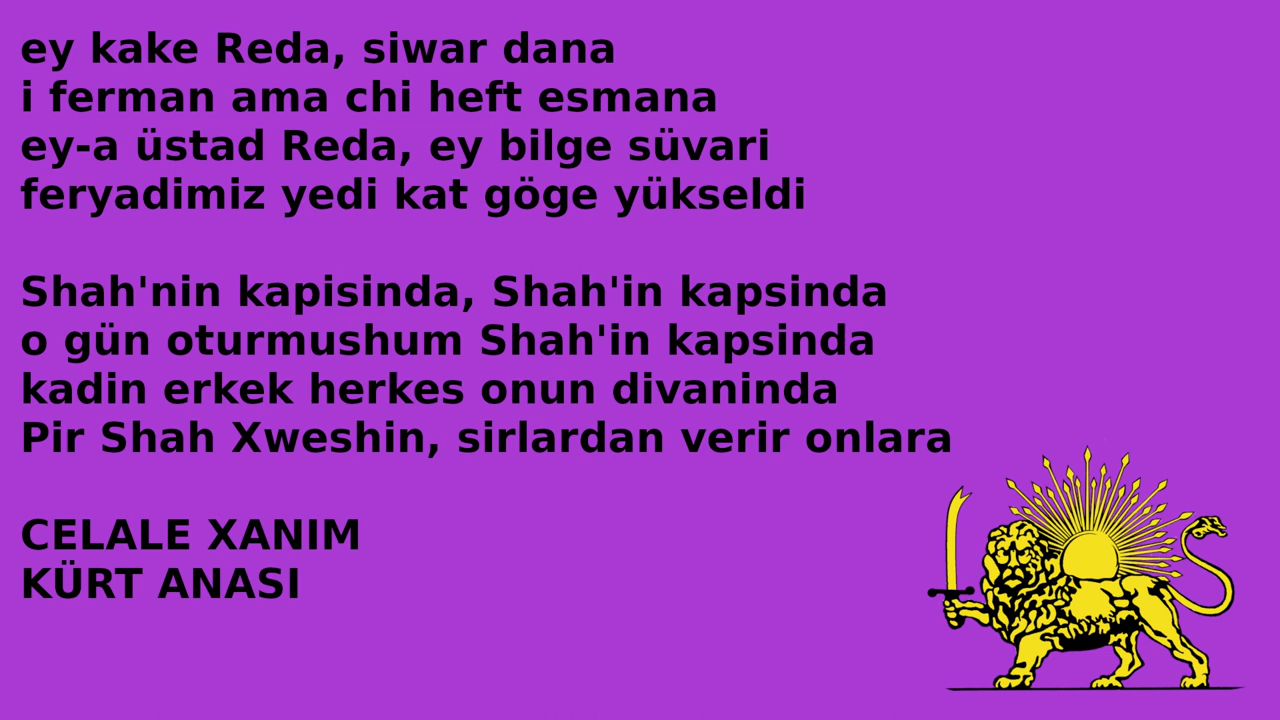 ey kake Reda, siwar dana
i ferman ama chi heft esmana
ey-a üstad Reda, ey bilge süvari
feryadimiz yedi kat göge yükseldi
Shah'nin kapisinda, Shah'in kapsinda
o gün oturmushum Shah'in kapsinda
kadin erkek herkes onun divaninda
Pir Shah Xweshin, sirlardan verir onlara
CELALE XANIM
KÜRT ANASI